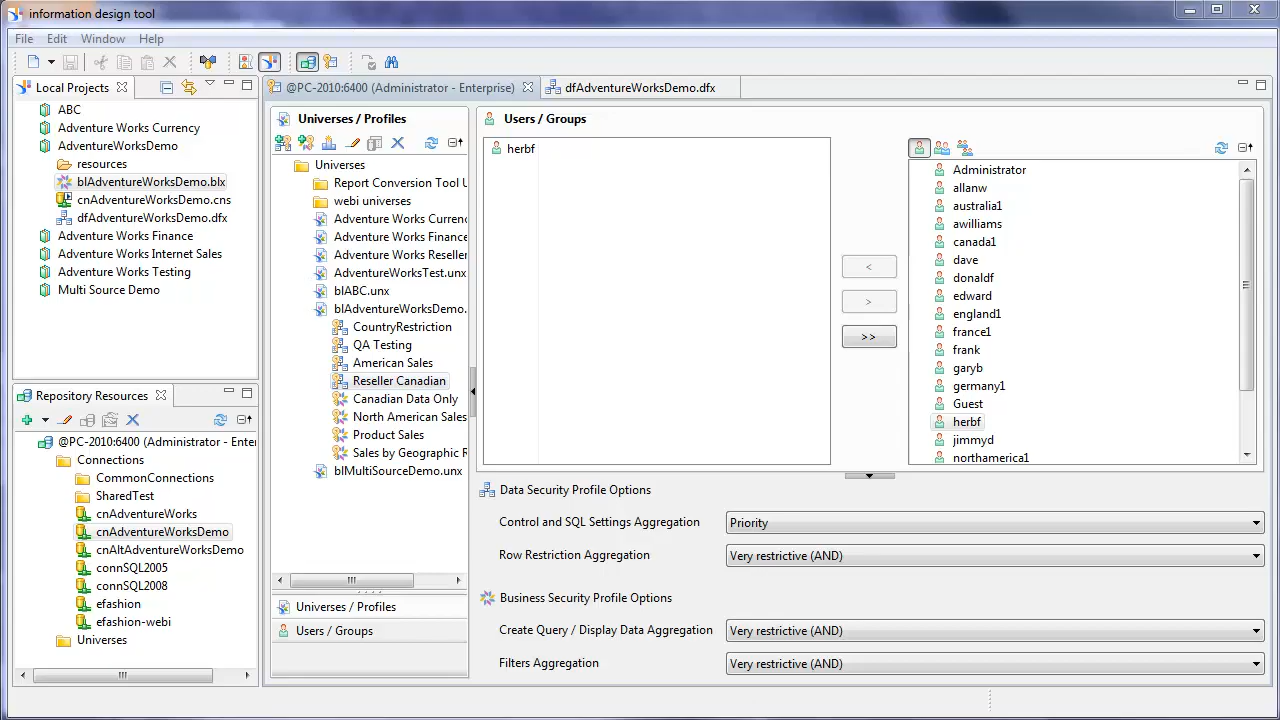 information design tool
File Edit Window Help
Local Projects
ABC
Adventure Works Currency
AdventureWorksDemo
resources
blAdventureWorksDemo.blx
cnAdventureWorksDemo.cns
dfAdventureWorksDemo.dfx
Adventure Works Finance
Adventure Works Internet Sales
Adventure Works Testing
Multi Source Demo
Repository Resources
@PC-2010:6400 (Administrator - Enter
Connections
CommonConnections
SharedTest
cnAdventureWorks
cnAdventureWorksDemo
cnAltAdventureWorksDemo
connSQL2005
connSQL2008
efashion
efashion-webi
Universes
@PC-2010:6400 (Administrator - Enterprise)
dfAdventureWorksDemo.dfx
Universes / Profiles
Universes
Report Conversion Tool U
webi universes
Adventure Works Currenc
Adventure Works Finance
Adventure Works Reseller
AdventureWorksTest.unx
blABC.unx
blAdventureWorksDemo.
CountryRestriction
QA Testing
American Sales
Reseller Canadian
Canadian Data Only
North American Sales
Product Sales
Sales by Geographic R
blMultiSourceDemo.unx
Universes / Profiles
Users / Groups
Users / Groups
herbf
<
>
>>
Administrator
allanw
australia1
awilliams
canada1
dave
donaldf
edward
england1
france1
frank
garyb
germany1
Guest
herbf
jimmyd
northamerica1
Data Security Profile Options
Control and SQL Settings Aggregation Priority
Row Restriction Aggregation Very restrictive (AND)
Business Security Profile Options
Create Query / Display Data Aggregation Very restrictive (AND)
Filters Aggregation Very restrictive (AND)